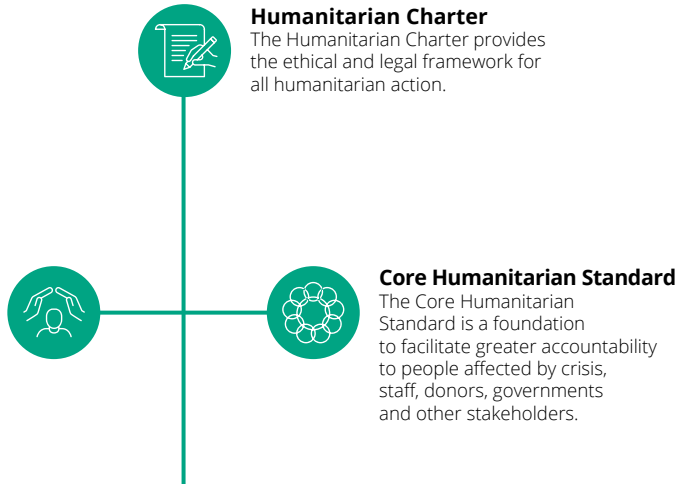 Humanitarian Charter
The Humanitarian Charter provides
the ethical and legal framework for
all humanitarian action.
Core Humanitarian Standard
The Core Humanitarian
Standard is a foundation
to facilitate greater accountability
to people affected by crisis,
staff, donors, governments
and other stakeholders.